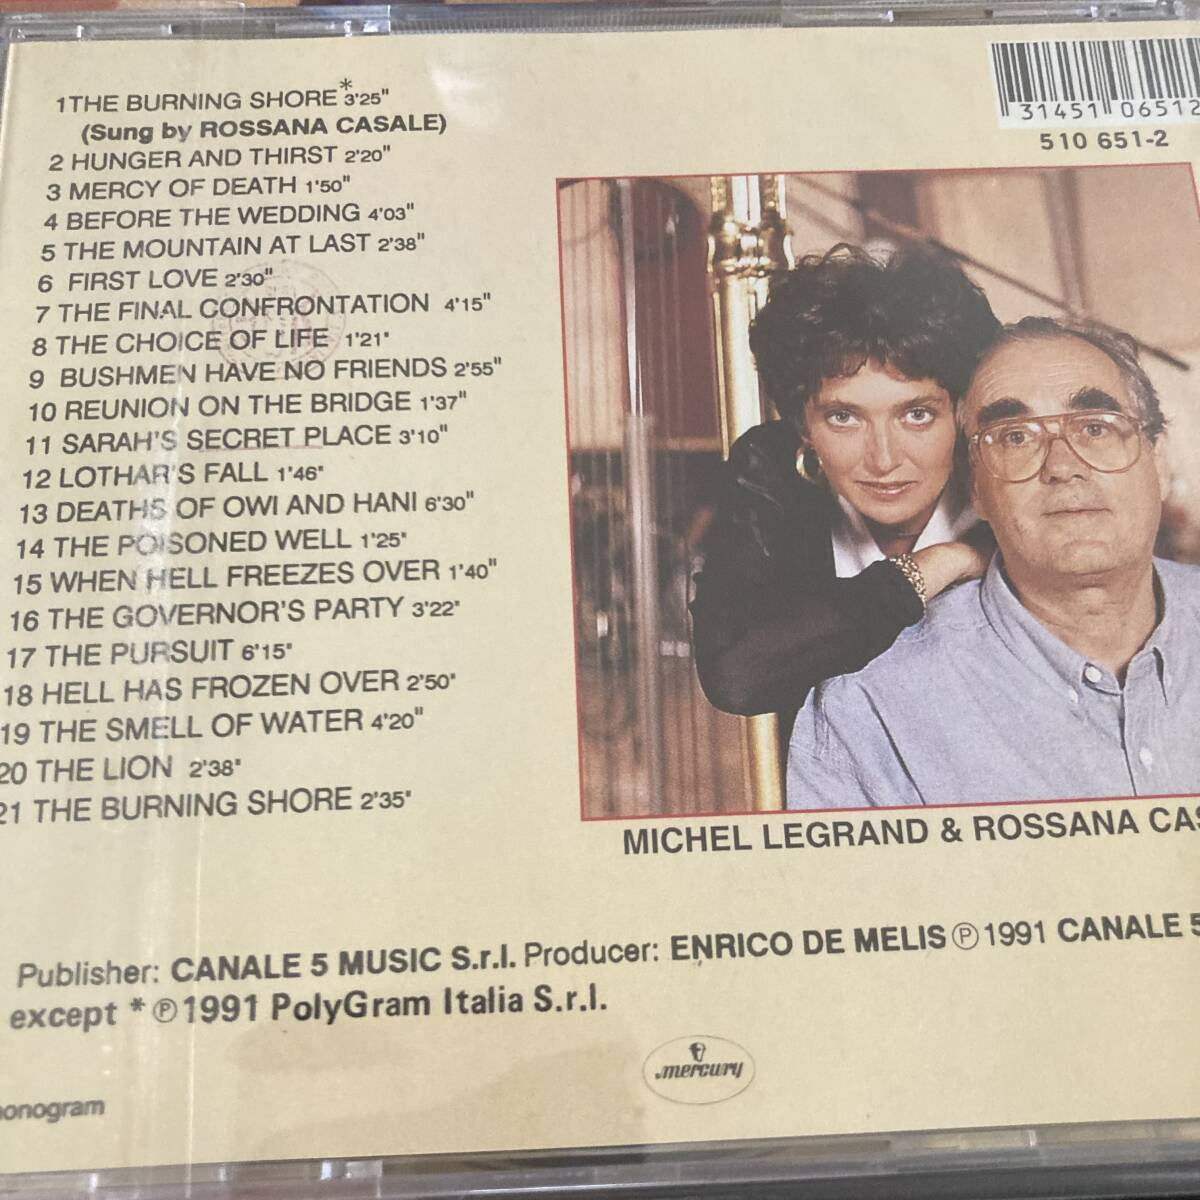 1 THE BURNING SHORE* 3'25"
(Sung by ROSSANA CASALE)
2 HUNGER AND THIRST 2'20"
3 MERCY OF DEATH 1'50"
4 BEFORE THE WEDDING 4'03"
5 THE MOUNTAIN AT LAST 2'38"
6 FIRST LOVE 2'30"
7 THE FINAL CONFRONTATION 4'15"
8 THE CHOICE OF LIFE 1'21"
9 BUSHMEN HAVE NO FRIENDS 2'55"
10 REUNION ON THE BRIDGE 1'37"
11 SARAH'S SECRET PLACE 3'10"
12 LOTHAR'S FALL 1'46"
13 DEATHS OF OWI AND HANI 6'30"
14 THE POISONED WELL 1'25"
15 WHEN HELL FREEZES OVER 1'40"
16 THE GOVERNOR'S PARTY 3'22"
17 THE PURSUIT 6'15"
18 HELL HAS FROZEN OVER 2'50"
19 THE SMELL OF WATER 4'20"
20 THE LION 2'38"
21 THE BURNING SHORE 2'35"
31451 06512
510 651-2
MICHEL LEGRAND & ROSSANA CAS
Publisher: CANALE 5 MUSIC S.r.l. Producer: ENRICO DE MELIS ℗ 1991 CANALE 5
except * ℗ 1991 PolyGram Italia S.r.l.
mercury
onogram